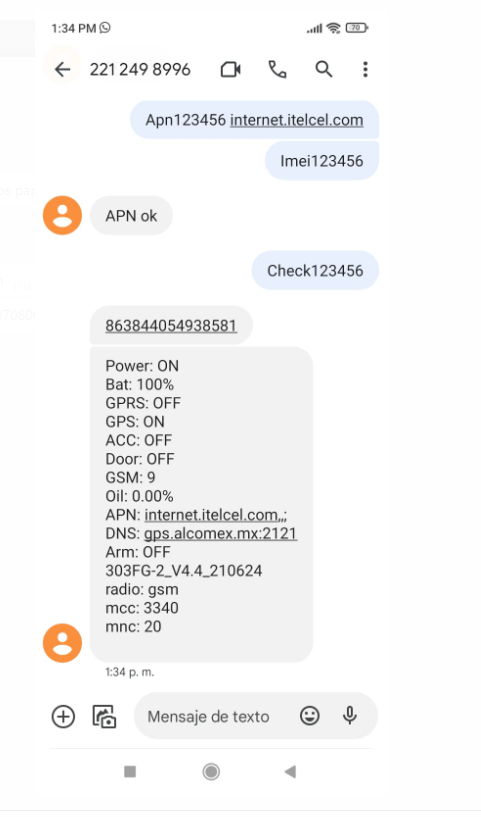 1:34 PM
70
221 249 8996
Apn123456 internet.itelcel.com
Imei123456
APN ok
Check123456
863844054938581
Power: ON
Bat: 100%
GPRS: OFF
GPS: ON
ACC: OFF
Door: OFF
GSM: 9
Oil: 0.00%
APN: internet.itelcel.com,,;
DNS: gps.alcomex.mx:2121
Arm: OFF
303FG-2_V4.4_210624
radio: gsm
mcc: 3340
mnc: 20
1:34 p. m.
Mensaje de texto